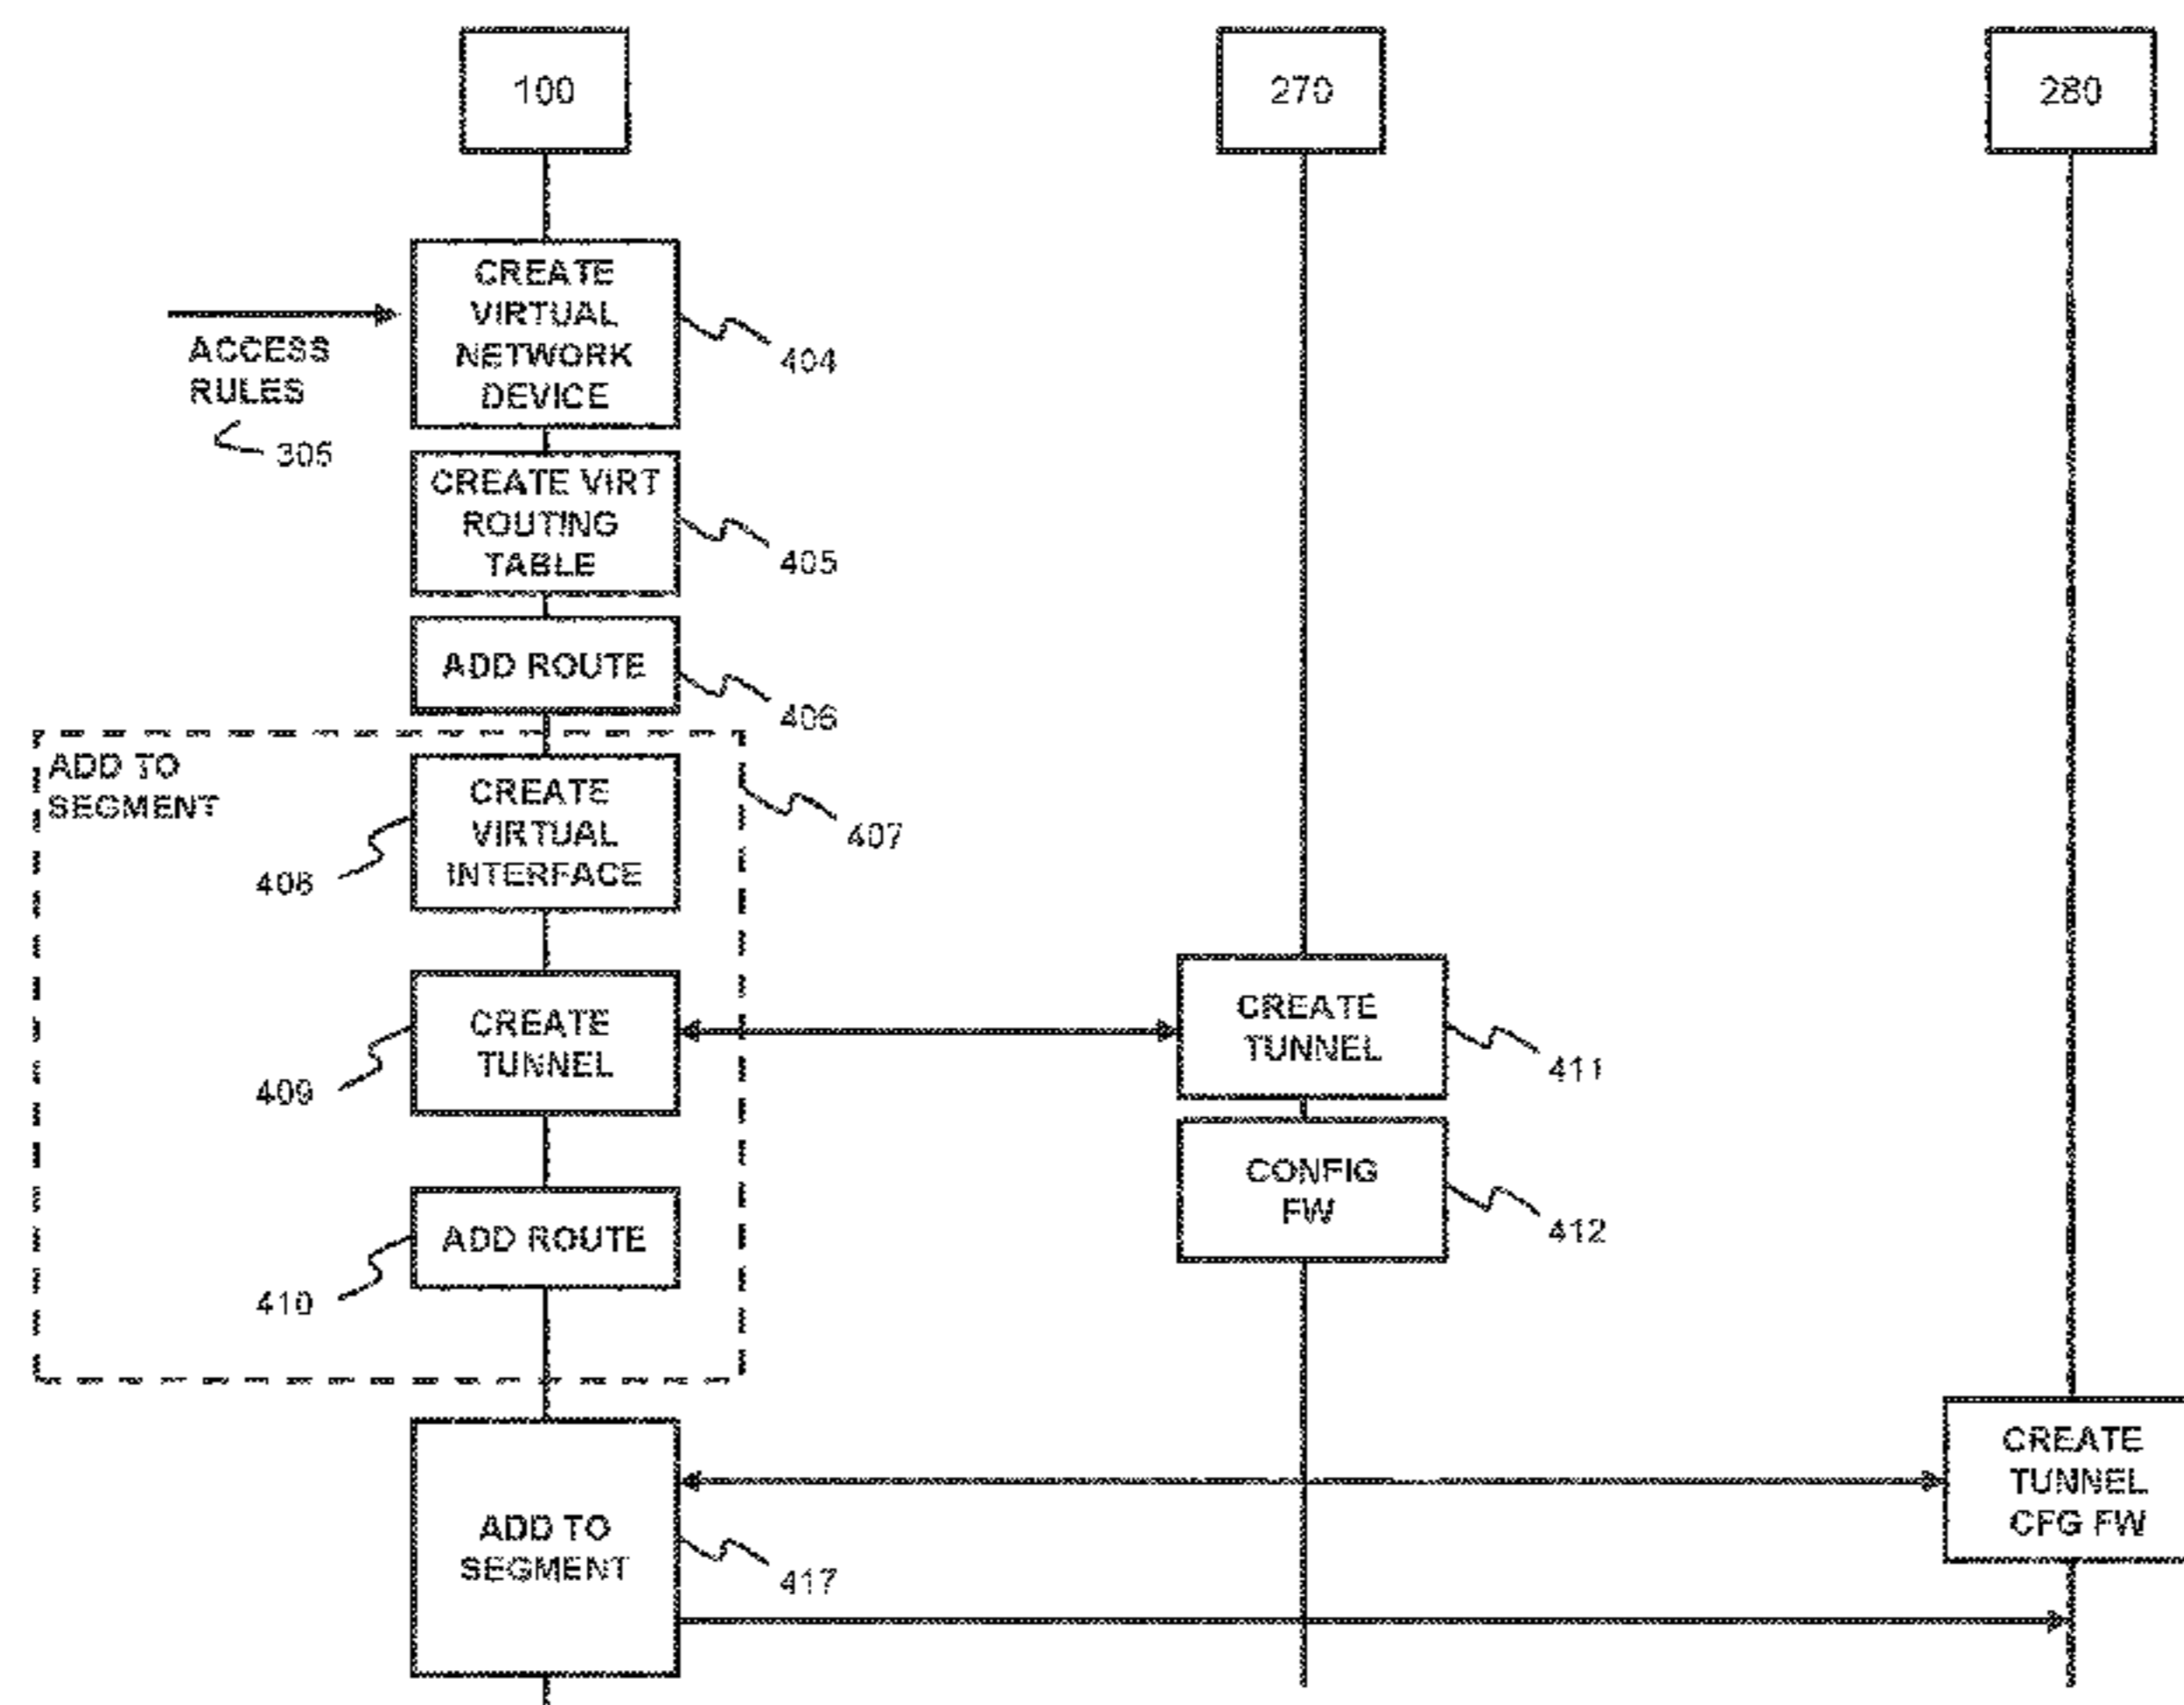 100
270
280
CREATE
VIRTUAL
NETWORK
DEVICE
404
ACCESS
RULES
305
CREATE VIRT
ROUTING
TABLE
405
ADD ROUTE
406
ADD TO
SEGMENT
407
CREATE
VIRTUAL
INTERFACE
408
CREATE
TUNNEL
409
CREATE
TUNNEL
411
CONFIG
FW
412
ADD ROUTE
410
ADD TO
SEGMENT
417
CREATE
TUNNEL
CFG FW